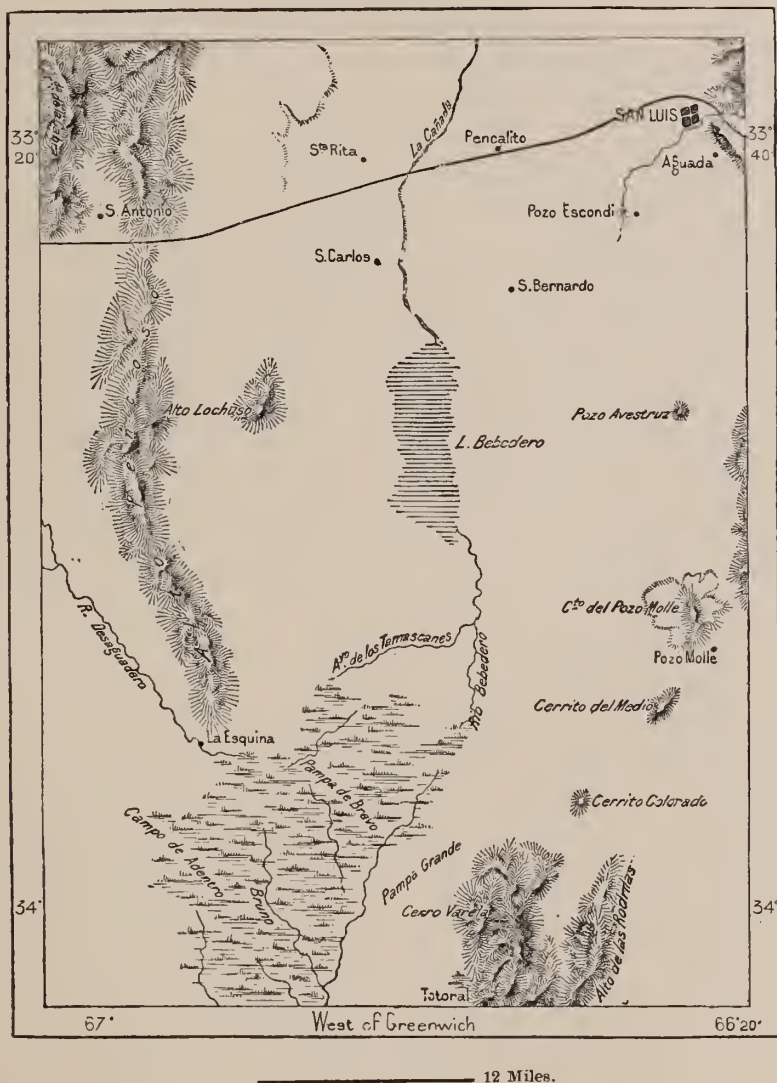 SAN LUIS
33°
20'
33°
40'
La Cañada
Pencalito
Sta Rita
Aguada
S. Antonio
Pozo Escondi
S. Carlos
S. Bernardo
Alto Lochuso
Pozo Avestruz
L. Bebedero
Cto del Pozo Molle
R. Desaguadero
Ayo de los Tamascanes
Pozo Molle
Rio Bebedero
Cerrito del Medio
La Esquina
Pampa de Bravo
Cerrito Colorado
Campo de Adentro
Pampa Grande
Bruno
34°
Cerro Varela
34°
Alto de las Rodmas
Totoral
67°
West of Greenwich
66°20'
12 Miles.